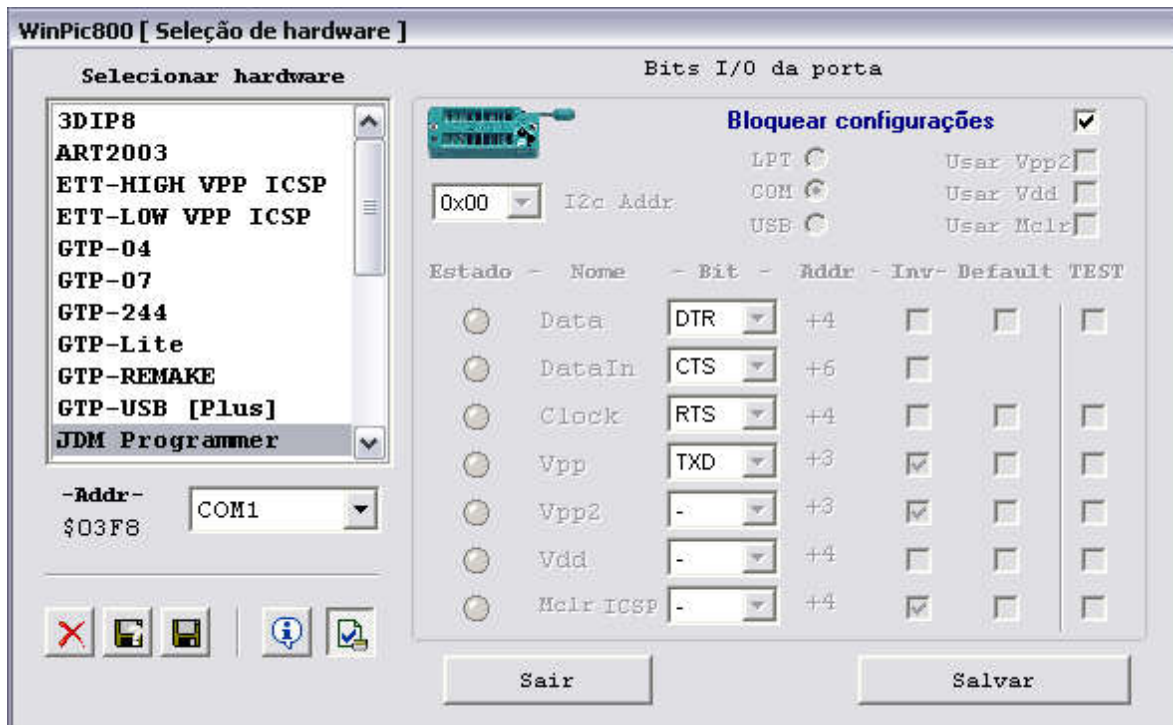 WinPic800 [ Seleção de hardware ]
Selecionar hardware
3DIP8
ART2003
ETT-HIGH VPP ICSP
ETT-LOW VPP ICSP
GTP-04
GTP-07
GTP-244
GTP-Lite
GTP-REMAKE
GTP-USB [Plus]
JDM Programmer
-Addr-
$03F8
COM1
Bits I/O da porta
Bloquear configurações
0x00 I2c Addr
LPT
COM
USB
Usar Vpp2
Usar Vdd
Usar Mclr
Estado - Nome - Bit - Addr - Inv- Default TEST
Data DTR +4
DataIn CTS +6
Clock RTS +4
Vpp TXD +3
Vpp2 - +3
Vdd - +4
Mclr ICSP - +4
Sair
Salvar